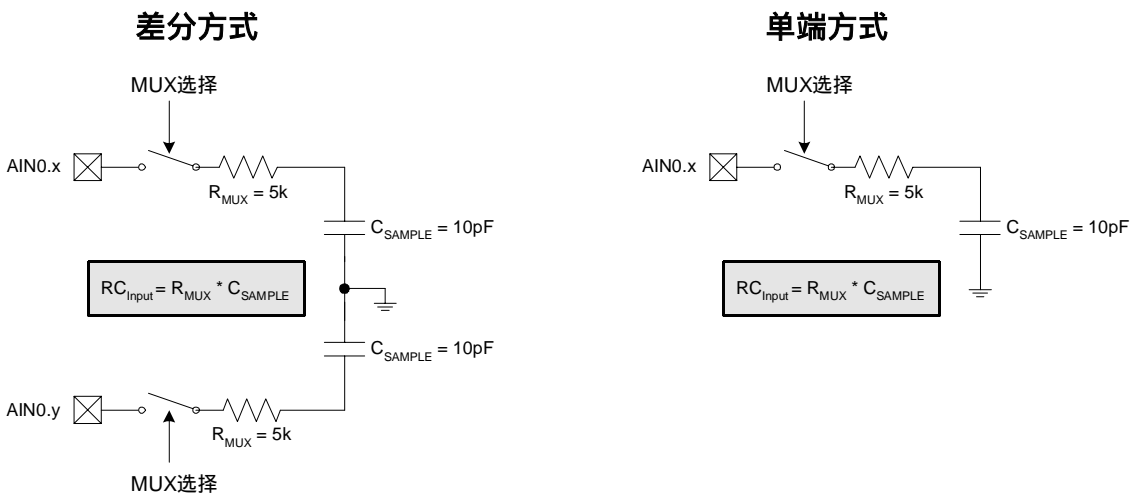 差分方式
MUX选择
AIN0.x
R_MUX = 5k
C_SAMPLE = 10pF
RC_Input = R_MUX * C_SAMPLE
C_SAMPLE = 10pF
AIN0.y
R_MUX = 5k
MUX选择
单端方式
MUX选择
AIN0.x
R_MUX = 5k
C_SAMPLE = 10pF
RC_Input = R_MUX * C_SAMPLE